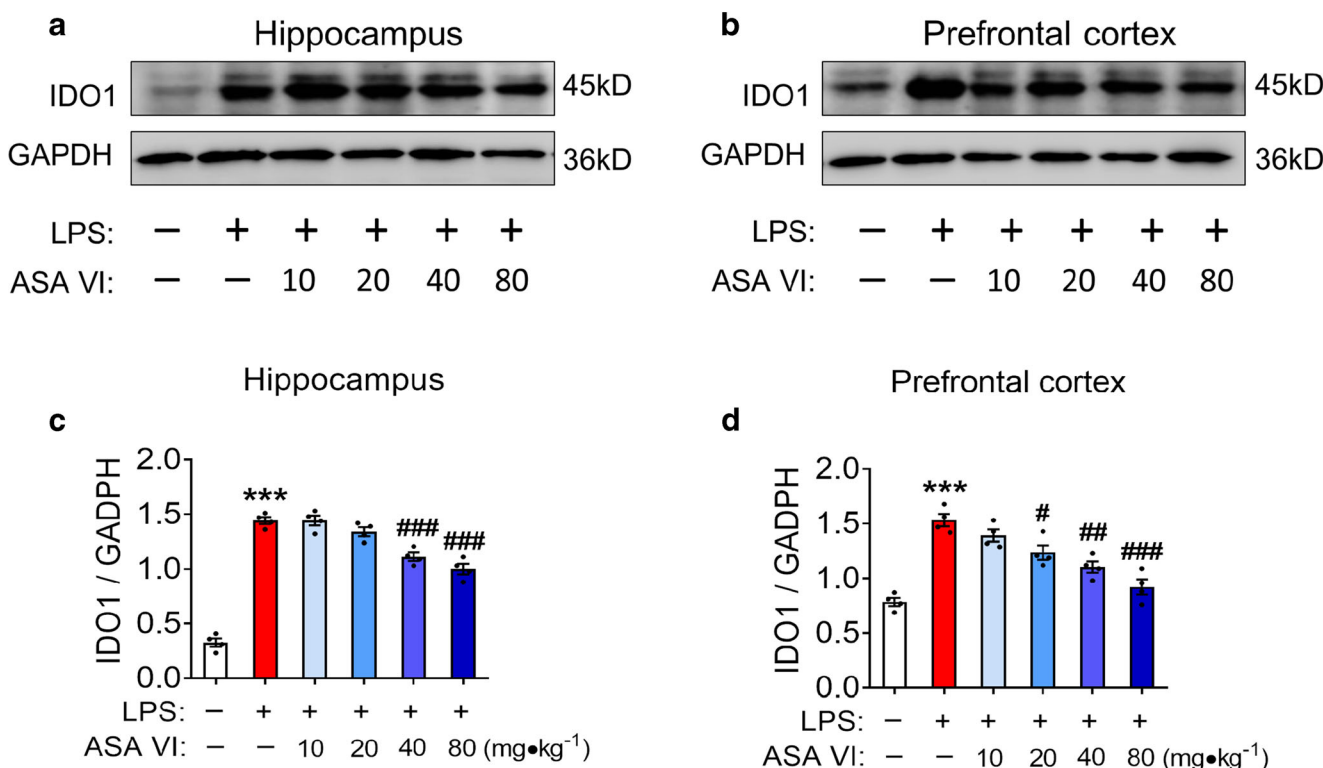 a
Hippocampus
IDO1
45kD
GAPDH
36kD
LPS: — + + + + +
ASA VI: — — 10 20 40 80
b
Prefrontal cortex
IDO1
45kD
GAPDH
36kD
LPS: — + + + + +
ASA VI: — — 10 20 40 80
c
Hippocampus
IDO1 / GADPH
2.0
1.5
1.0
0.5
0.0
***
###
###
LPS: — + + + + +
ASA VI: — — 10 20 40 80 (mg•kg⁻¹)
d
Prefrontal cortex
IDO1 / GADPH
2.0
1.5
1.0
0.5
0.0
***
#
##
###
LPS: — + + + + +
ASA VI: — — 10 20 40 80 (mg•kg⁻¹)